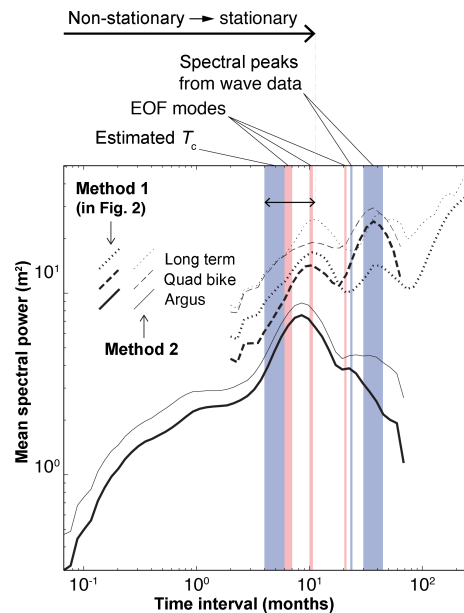 Non-stationary → stationary
Spectral peaks
from wave data
EOF modes
Estimated Tc
Method 1
(in Fig. 2)
Long term
Quad bike
Argus
Method 2
Mean spectral power (m²)
10¹
10⁰
10⁻¹ 10⁰ 10¹ 10²
Time interval (months)